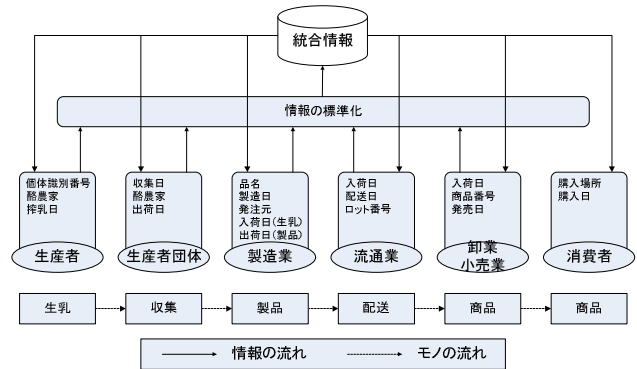 統合情報
情報の標準化
個体識別番号
酪農家
搾乳日
生産者
収集日
酪農家
出荷日
生産者団体
品名
製造日
発注元
入荷日(生乳)
出荷日(製品)
製造業
入荷日
配送日
ロット番号
流通業
入荷日
商品番号
発売日
卸業
小売業
購入場所
購入日
消費者
生乳
収集
製品
配送
商品
商品
情報の流れ
モノの流れ